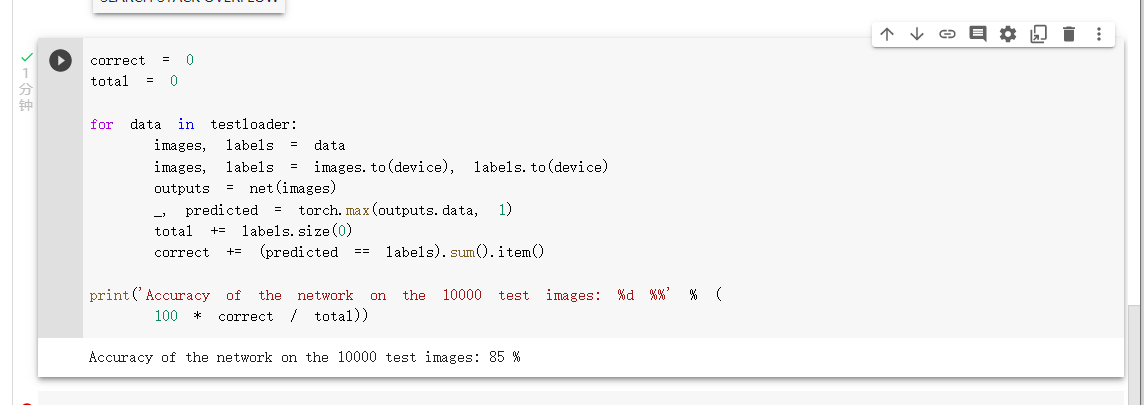 SEARCH STACK OVERFLOW
1
分
钟
correct = 0
total = 0
for data in testloader:
images, labels = data
images, labels = images.to(device), labels.to(device)
outputs = net(images)
_, predicted = torch.max(outputs.data, 1)
total += labels.size(0)
correct += (predicted == labels).sum().item()
print('Accuracy of the network on the 10000 test images: %d %%' % (
100 * correct / total))
Accuracy of the network on the 10000 test images: 85 %